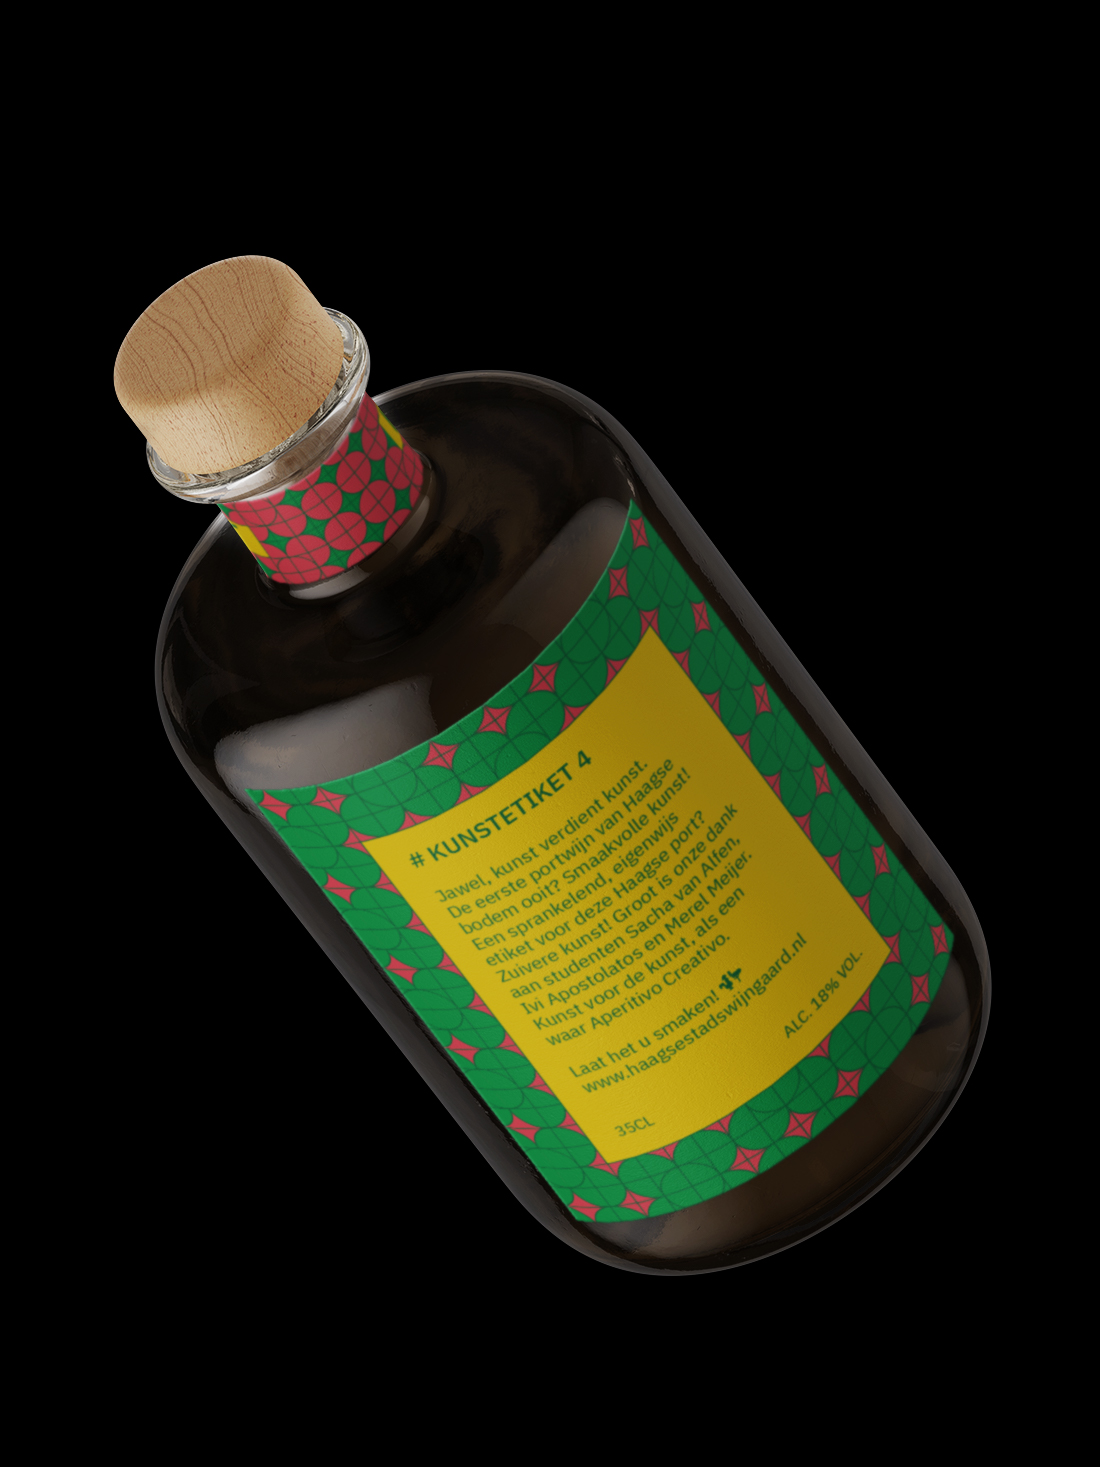 # KUNSTETIKET 4
Jawel, kunst verdient kunst.
De eerste portwijn van Haagse
bodem ooit? Smaakvolle kunst!
Een sprankelend, eigenwijs
etiket voor deze Haagse port?
Zuivere kunst! Groot is onze dank
aan studenten Sacha van Alfen,
Ivi Apostolatos en Merel Meijer.
Kunst voor de kunst, als een
waar Aperitivo Creativo.
Laat het u smaken!
www.haagsestadswijngaard.nl
35CL
ALC. 18% VOL.